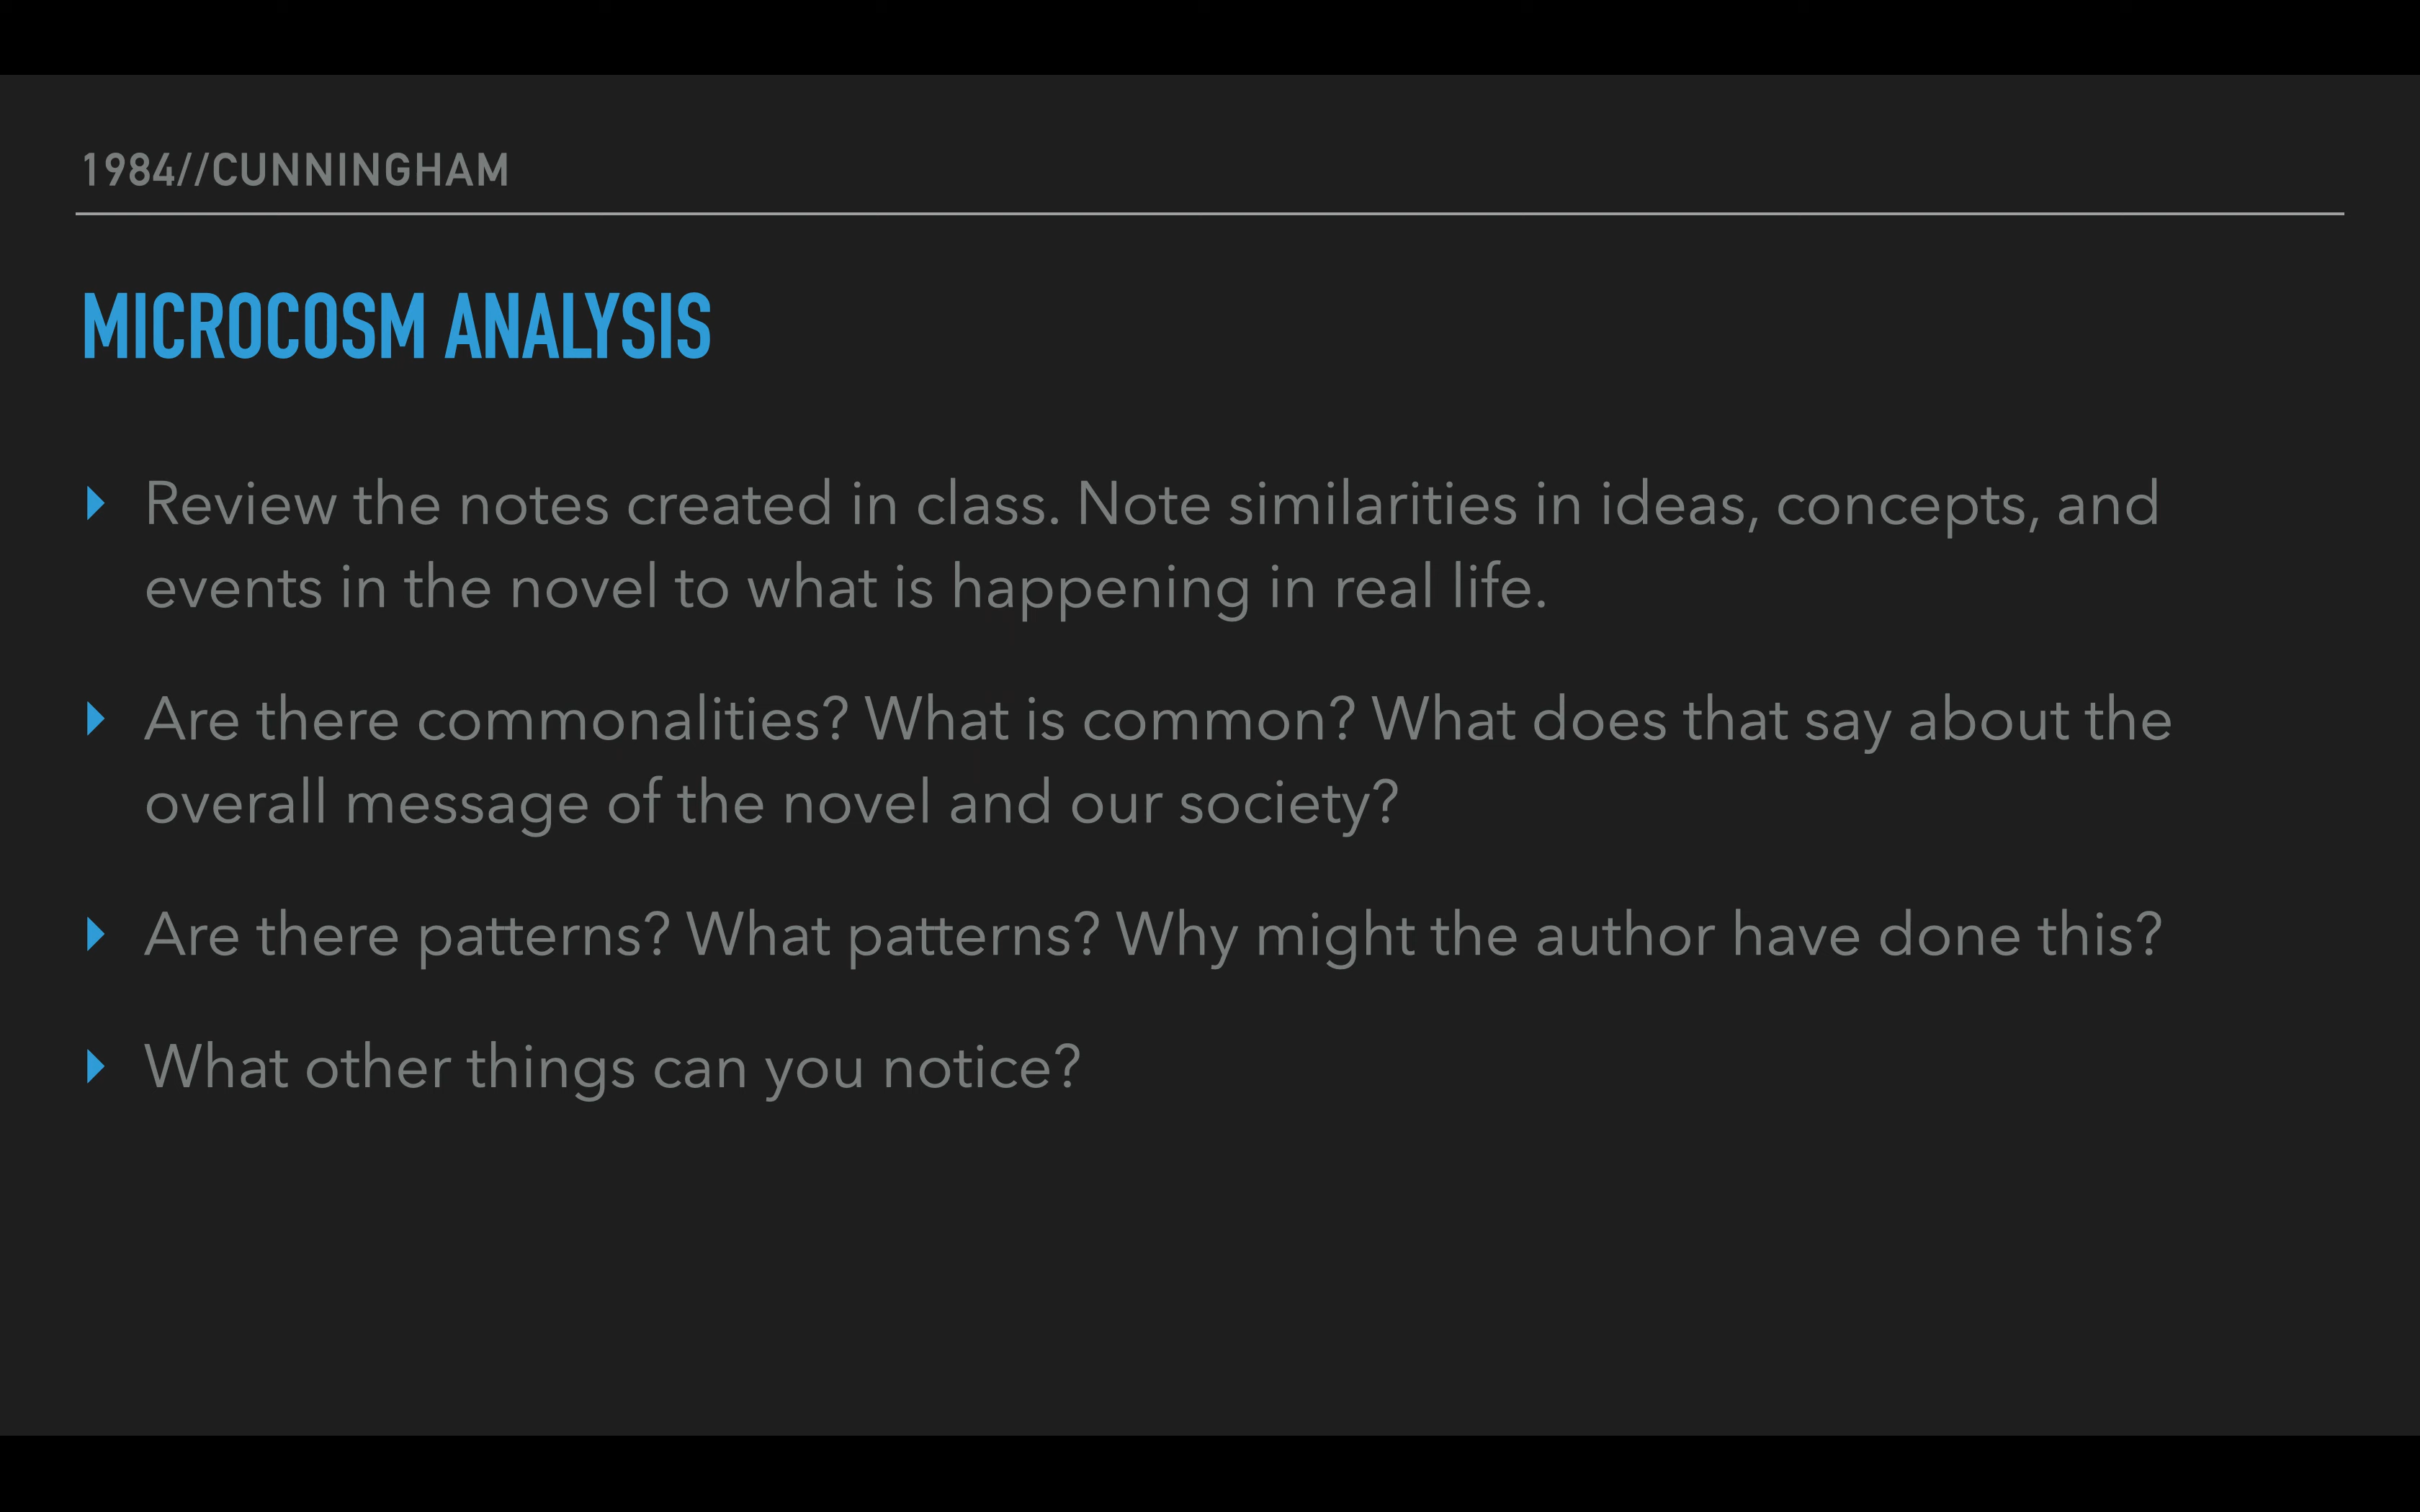 1984//CUNNINGHAM
MICROCOSM ANALYSIS
Review the notes created in class. Note similarities in ideas, concepts, and
events in the novel to what is happening in real life.
Are there commonalities? What is common? What does that say about the
overall message of the novel and our society?
Are there patterns? What patterns? Why might the author have done this?
What other things can you notice?